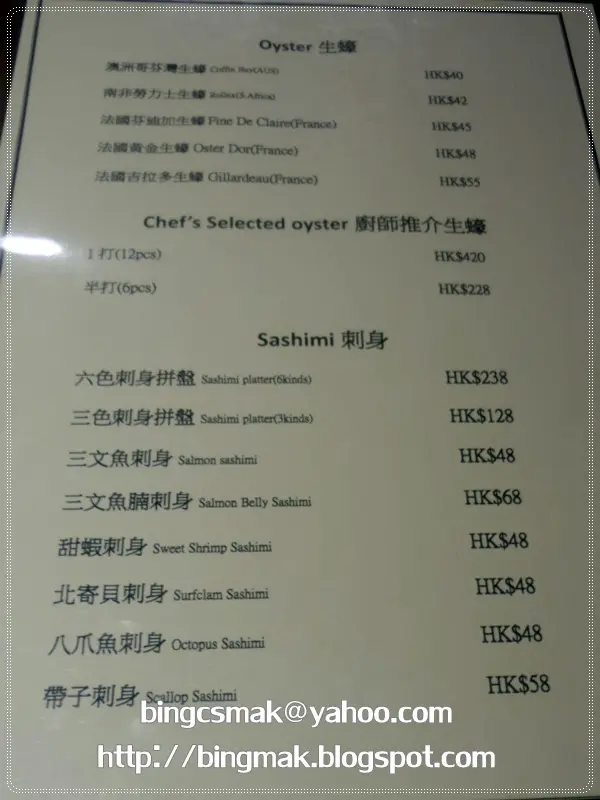 Oyster 生蠔
澳洲哥芬灣生蠔 Coffin Bay(AUS) HK$40
南非勞力士生蠔 Rollex(S.Africa) HK$42
法國芬迪加生蠔 Fine De Claire(France) HK$45
法國黃金生蠔 Oster Dor(France) HK$48
法國吉拉多生蠔 Gillardeau(France) HK$55
Chef's Selected oyster 廚師推介生蠔
1 打(12pcs) HK$420
半打(6pcs) HK$228
Sashimi 刺身
六色刺身拼盤 Sashimi platter(6kinds) HK$238
三色刺身拼盤 Sashimi platter(3kinds) HK$128
三文魚刺身 Salmon sashimi HK$48
三文魚腩刺身 Salmon Belly Sashimi HK$68
甜蝦刺身 Sweet Shrimp Sashimi HK$48
北寄貝刺身 Surfclam Sashimi HK$48
八爪魚刺身 Octopus Sashimi HK$48
帶子刺身 Scallop Sashimi HK$58
bingcsmak@yahoo.com
http://bingmak.blogspot.com